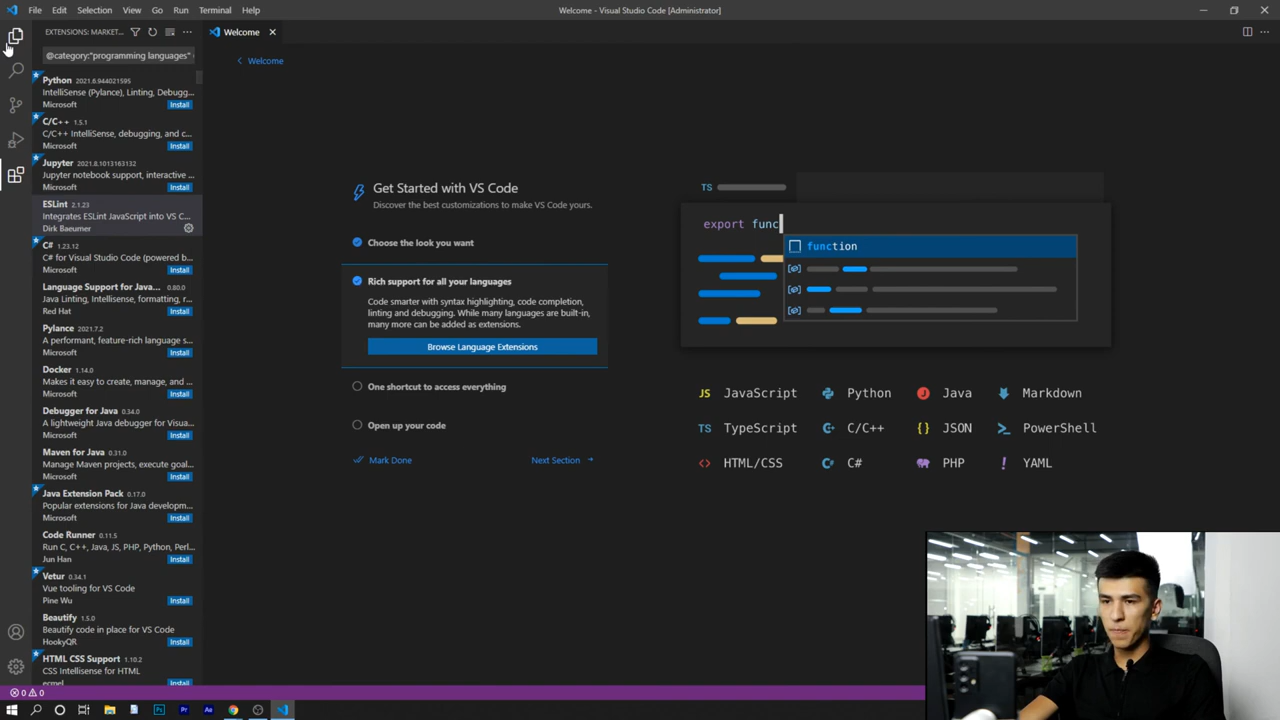 File Edit Selection View Go Run Terminal Help
Welcome - Visual Studio Code [Administrator]
EXTENSIONS: MARKET...
@category:"programming languages"
Python 2021.8.944021595
IntelliSense (Pylance), Linting, Debugg...
Microsoft Install
C/C++ 1.5.1
C/C++ IntelliSense, debugging, and c...
Microsoft Install
Jupyter 2021.8.1013163132
Jupyter notebook support, interactive ...
Microsoft Install
ESLint 2.1.23
Integrates ESLint JavaScript into VS C...
Dirk Baeumer
C# 1.23.12
C# for Visual Studio Code (powered b...
Microsoft Install
Language Support for Java... 0.80.0
Java Linting, Intellisense, formatting, r...
Red Hat Install
Pylance 2021.7.2
A performant, feature-rich language s...
Microsoft Install
Docker 1.14.0
Makes it easy to create, manage, and ...
Microsoft Install
Debugger for Java 0.34.0
A lightweight Java debugger for Visua...
Microsoft Install
Maven for Java 0.31.0
Manage Maven projects, execute goal...
Microsoft Install
Java Extension Pack 0.17.0
Popular extensions for Java developm...
Microsoft Install
Code Runner 0.11.5
Run C, C++, Java, JS, PHP, Python, Perl...
Jun Han Install
Vetur 0.34.1
Vue tooling for VS Code
Pine Wu Install
Beautify 1.5.0
Beautify code in place for VS Code
HookyQR Install
HTML CSS Support 1.10.2
CSS Intellisense for HTML
ecmel Install
0 0
Welcome
Welcome
Get Started with VS Code
Discover the best customizations to make VS Code yours.
Choose the look you want
Rich support for all your languages
Code smarter with syntax highlighting, code completion,
linting and debugging. While many languages are built-in,
many more can be added as extensions.
Browse Language Extensions
One shortcut to access everything
Open up your code
Mark Done Next Section
TS
export func
function
JS JavaScript Python Java Markdown
TS TypeScript C/C++ {} JSON PowerShell
<> HTML/CSS C# PHP ! YAML
Ps Pr Ae